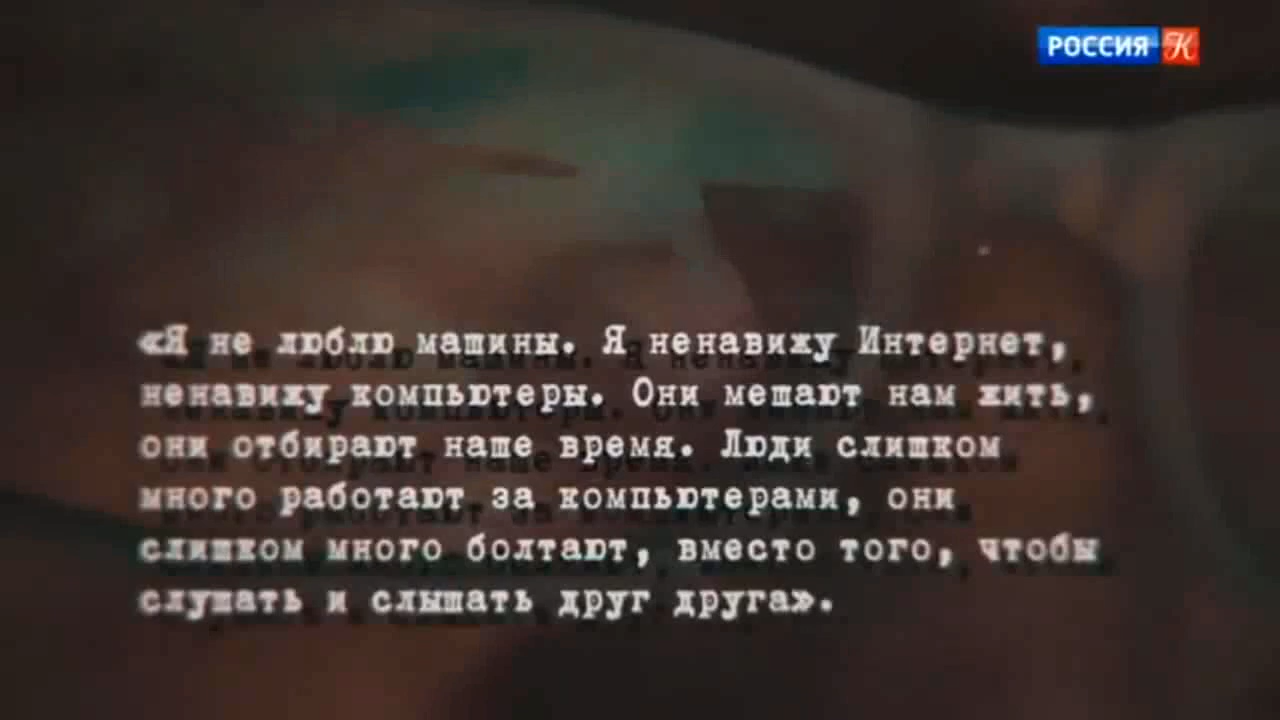 РОССИЯ К
«Я не люблю машины. Я ненавижу Интернет,
ненавижу компьютеры. Они мешают нам жить,
они отбирают наше время. Люди слишком
много работают за компьютерами, они
слишком много болтают, вместо того, чтобы
слушать и слышать друг друга».